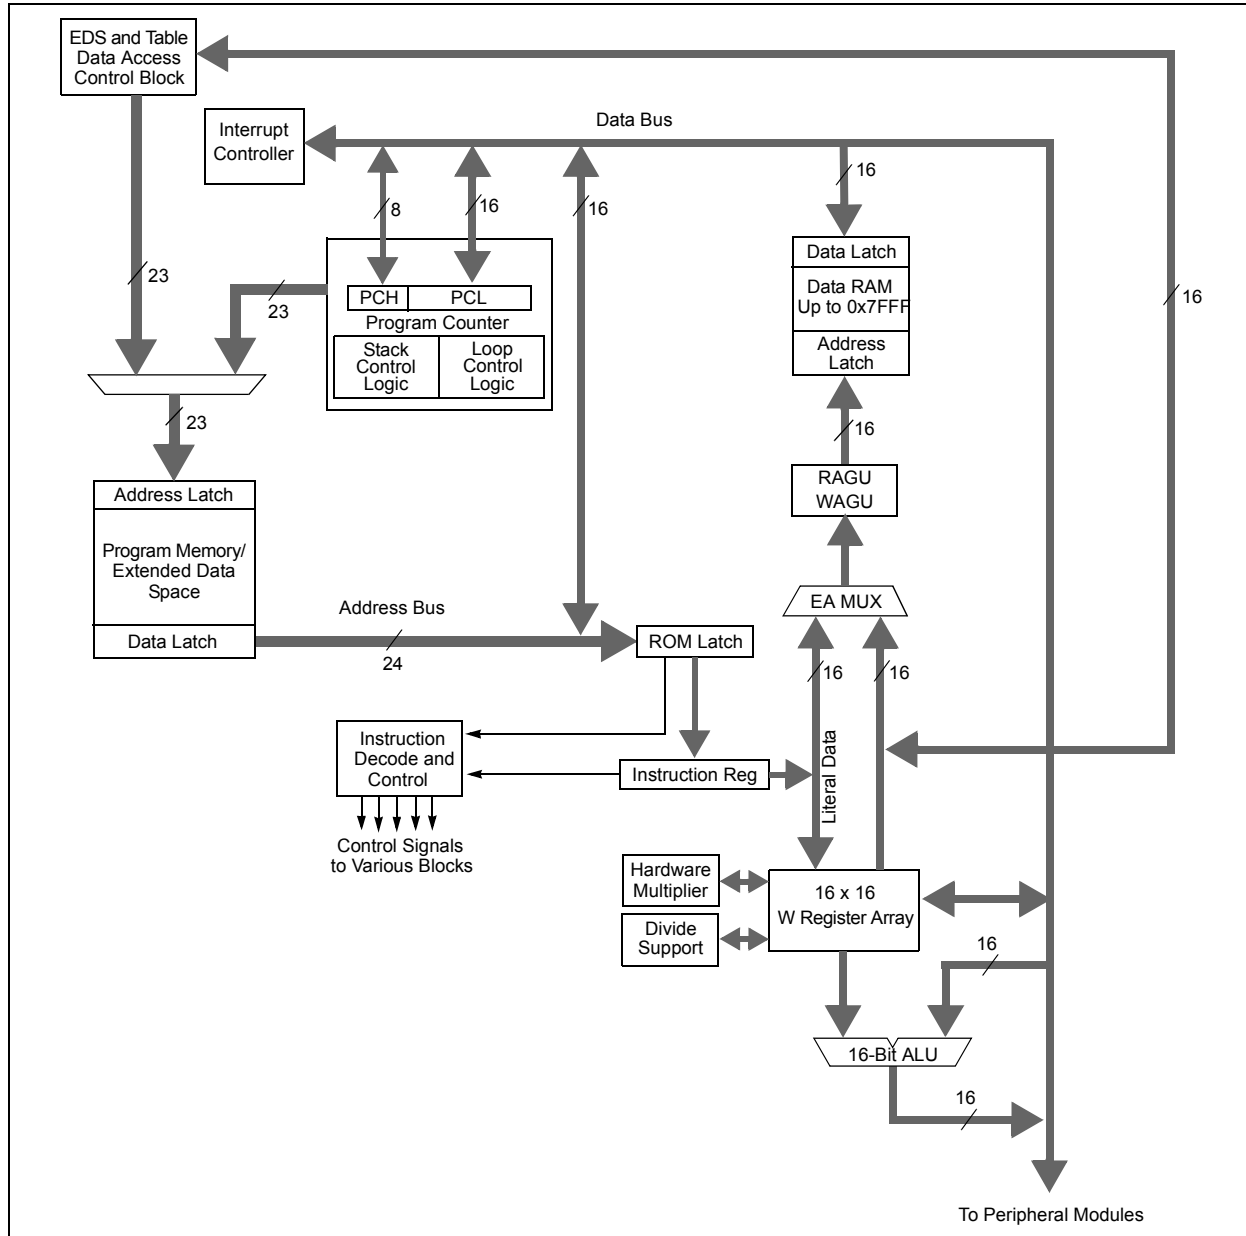 EDS and Table
Data Access
Control Block
Interrupt
Controller
Data Bus
16
8
16
16
16
23
23
Data Latch
Data RAM
Up to 0x7FFF
Address
Latch
PCH
PCL
Program Counter
Stack
Control
Logic
Loop
Control
Logic
23
16
RAGU
WAGU
Address Latch
Program Memory/
Extended Data
Space
Data Latch
EA MUX
Address Bus
24
ROM Latch
16
16
Instruction
Decode and
Control
Instruction Reg
Literal Data
Control Signals
to Various Blocks
Hardware
Multiplier
16 x 16
W Register Array
Divide
Support
16
16-Bit ALU
16
To Peripheral Modules